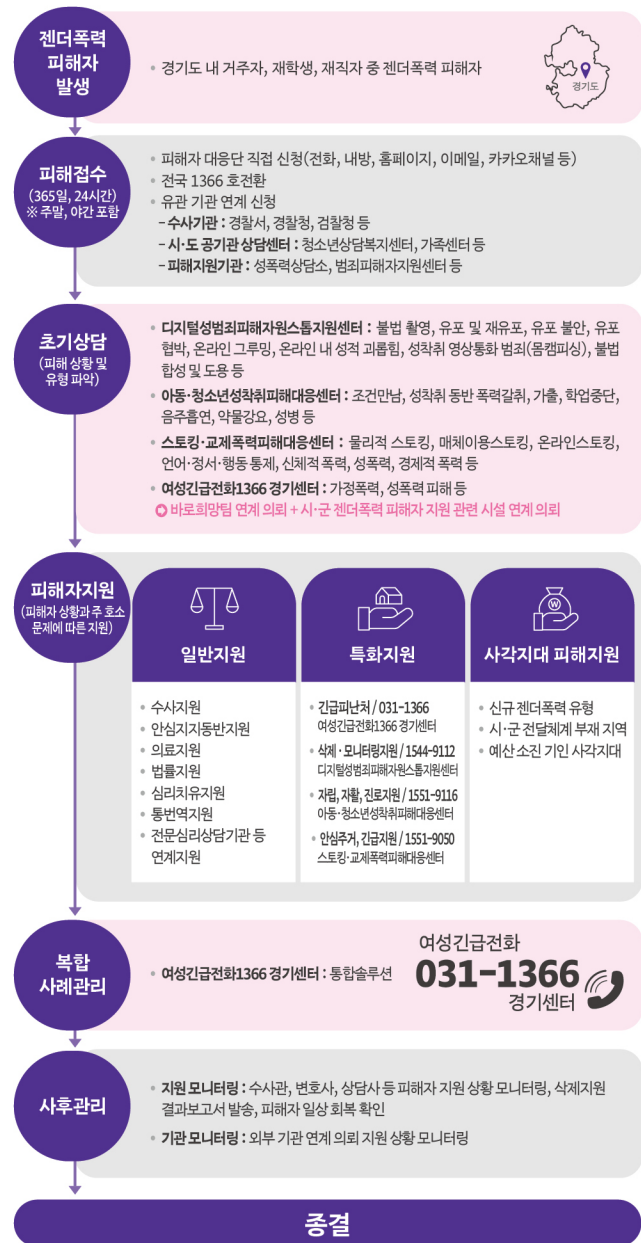 젠더폭력
피해자
발생
• 경기도 내 거주자, 재학생, 재직자 중 젠더폭력 피해자
경기도
피해접수
(365일, 24시간)
※ 주말, 야간 포함
• 피해자 대응단 직접 신청(전화, 내방, 홈페이지, 이메일, 카카오채널 등)
• 전국 1366 호전환
• 유관 기관 연계 신청
- 수사기관 : 경찰서, 경찰청, 검찰청 등
- 시·도 공기관 상담센터 : 청소년상담복지센터, 가족센터 등
- 피해지원기관 : 성폭력상담소, 범죄피해자지원센터 등
초기상담
(피해 상황 및
유형 파악)
• 디지털성범죄피해자원스톱지원센터 : 불법 촬영, 유포 및 재유포, 유포 불안, 유포
협박, 온라인 그루밍, 온라인 내 성적 괴롭힘, 성착취 영상통화 범죄(몸캠피싱), 불법
합성 및 도용 등
• 아동·청소년성착취피해대응센터 : 조건만남, 성착취 동반 폭력갈취, 가출, 학업중단,
음주흡연, 약물강요, 성병 등
• 스토킹·교제폭력피해대응센터 : 물리적 스토킹, 매체이용스토킹, 온라인스토킹,
언어·정서·행동 통제, 신체적 폭력, 성폭력, 경제적 폭력 등
• 여성긴급전화1366 경기센터 : 가정폭력, 성폭력 피해 등
바로희망팀 연계 의뢰 + 시·군 젠더폭력 피해자 지원 관련 시설 연계 의뢰
피해자지원
(피해자 상황과 주 호소
문제에 따른 지원)
일반지원
• 수사지원
• 안심지지동반지원
• 의료지원
• 법률지원
• 심리치유지원
• 통번역지원
• 전문심리상담기관 등
연계지원
W
특화지원
• 긴급피난처 / 031-1366
여성긴급전화1366 경기센터
• 삭제·모니터링지원 / 1544-9112
디지털성범죄피해자원스톱지원센터
• 자립, 자활, 진로지원 / 1551-9116
아동·청소년성착취피해대응센터
• 안심주거, 긴급지원 / 1551-9050
스토킹·교제폭력피해대응센터
사각지대 피해지원
• 신규 젠더폭력 유형
• 시·군 전달체계 부재 지역
• 예산 소진 기인 사각지대
복합
사례관리
• 여성긴급전화1366 경기센터 : 통합솔루션
여성긴급전화
031-1366
경기센터
사후관리
• 지원 모니터링 : 수사관, 변호사, 상담사 등 피해자 지원 상황 모니터링, 삭제지원
결과보고서 발송, 피해자 일상 회복 확인
• 기관 모니터링 : 외부 기관 연계 의뢰 지원 상황 모니터링
종결